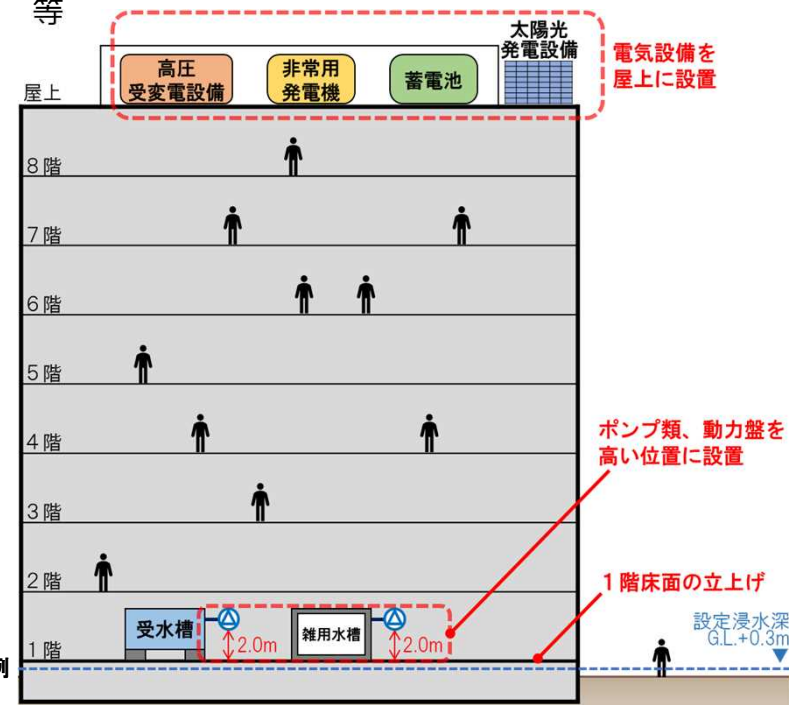 等
太陽光
発電設備
電気設備を
屋上に設置
高圧
受変電設備
非常用
発電機
蓄電池
屋上
8階
7階
6階
5階
4階
ポンプ類、動力盤を
高い位置に設置
3階
2階
1階床面の立上げ
受水槽
雑用水槽
2.0m
2.0m
設定浸水深
G.L.+0.3m
1階
例